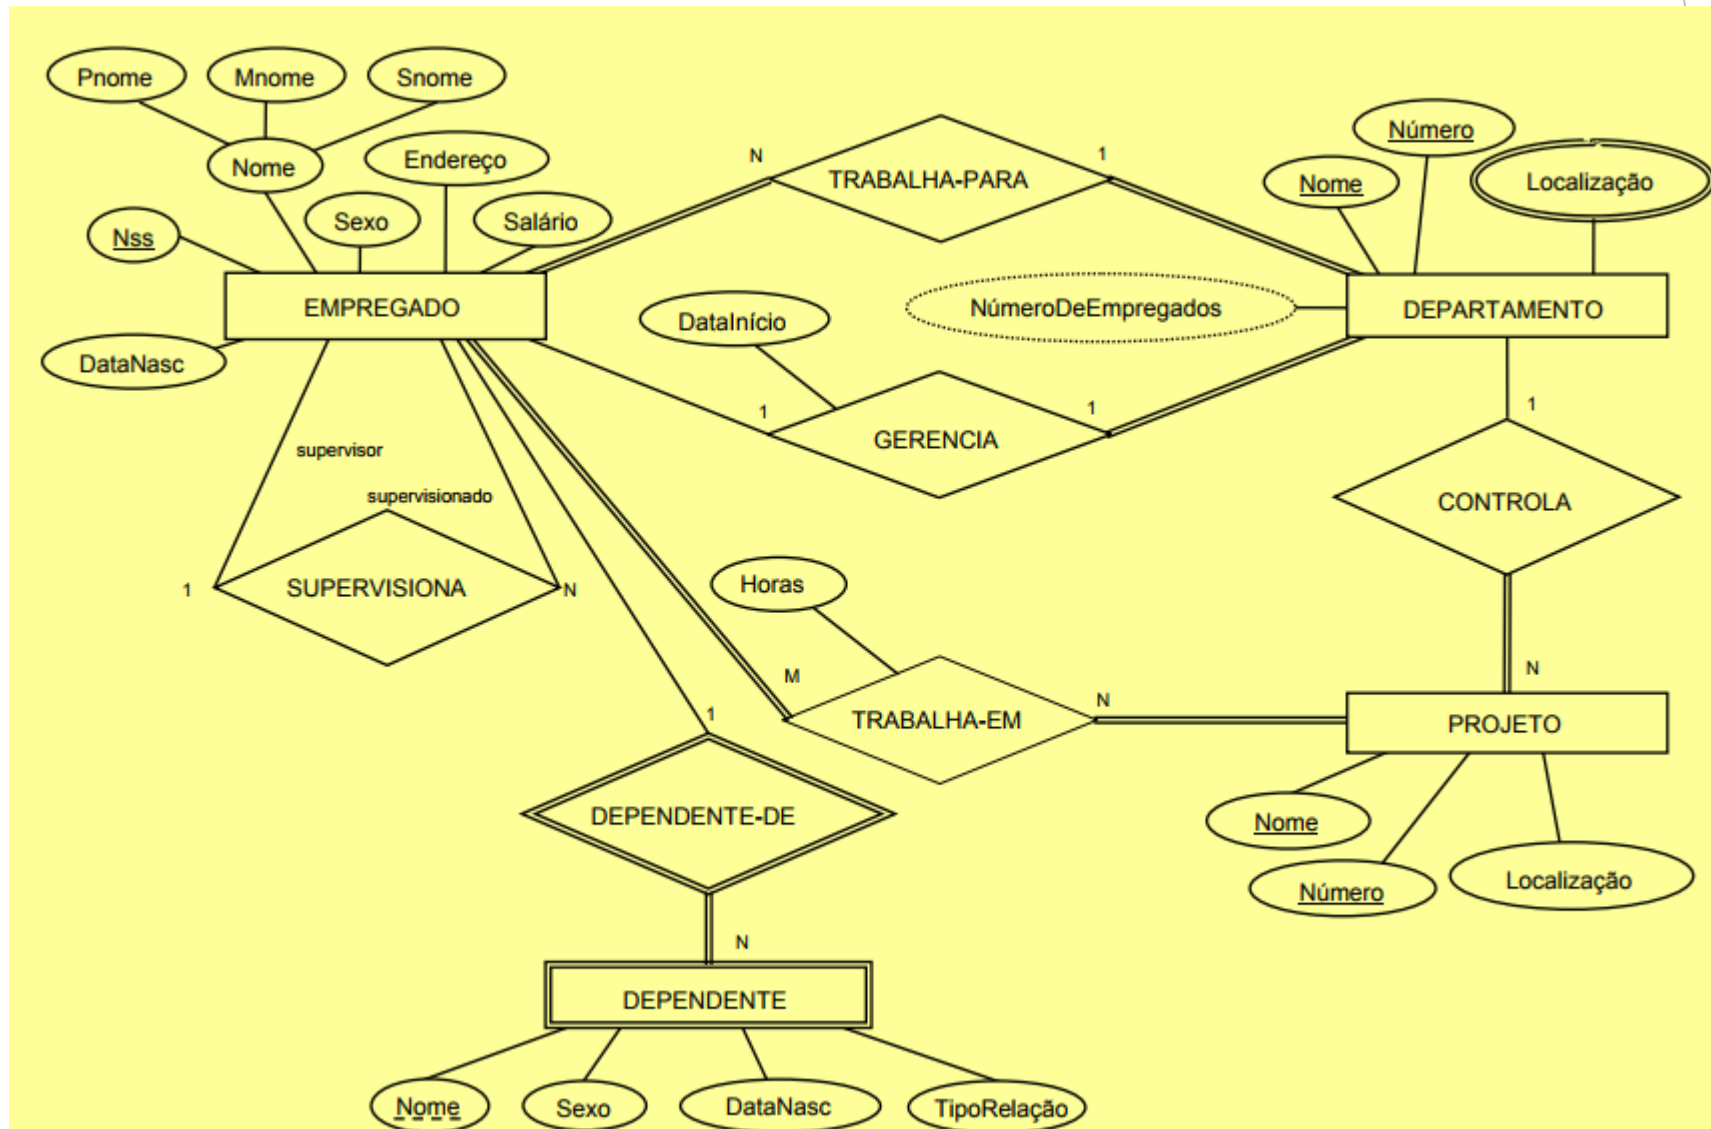 Pnome
Mnome
Snome
Nome
Endereço
Nss
Sexo
Salário
EMPREGADO
DataNasc
N
TRABALHA-PARA
1
Número
Nome
Localização
NúmeroDeEmpregados
DEPARTAMENTO
DataInício
1
GERENCIA
1
1
CONTROLA
supervisor
supervisionado
1
SUPERVISIONA
N
Horas
M
TRABALHA-EM
N
N
PROJETO
Nome
Número
Localização
1
DEPENDENTE-DE
N
DEPENDENTE
Nome
Sexo
DataNasc
TipoRelação